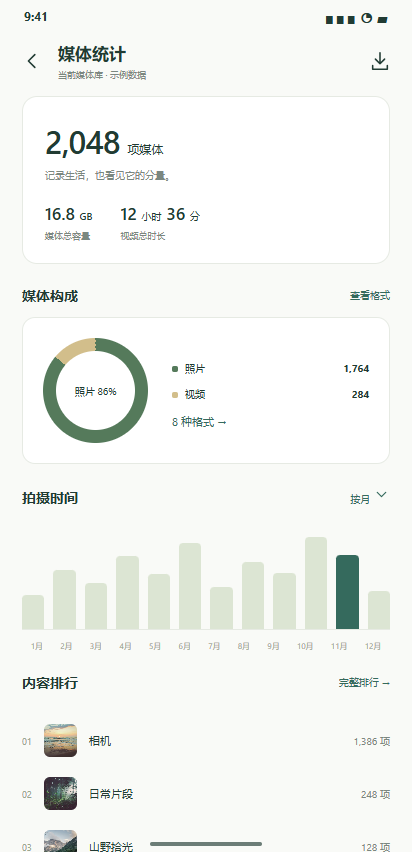 9:41
媒体统计
当前媒体库 · 示例数据
2,048 项媒体
记录生活，也看见它的分量。
16.8 GB 12 小时 36 分
媒体总容量 视频总时长
媒体构成 查看格式
照片 86%
照片 1,764
视频 284
8 种格式 →
拍摄时间 按月
1月 2月 3月 4月 5月 6月 7月 8月 9月 10月 11月 12月
内容排行 完整排行 →
01 相机 1,386 项
02 日常片段 248 项
03 山野拾光 128 项